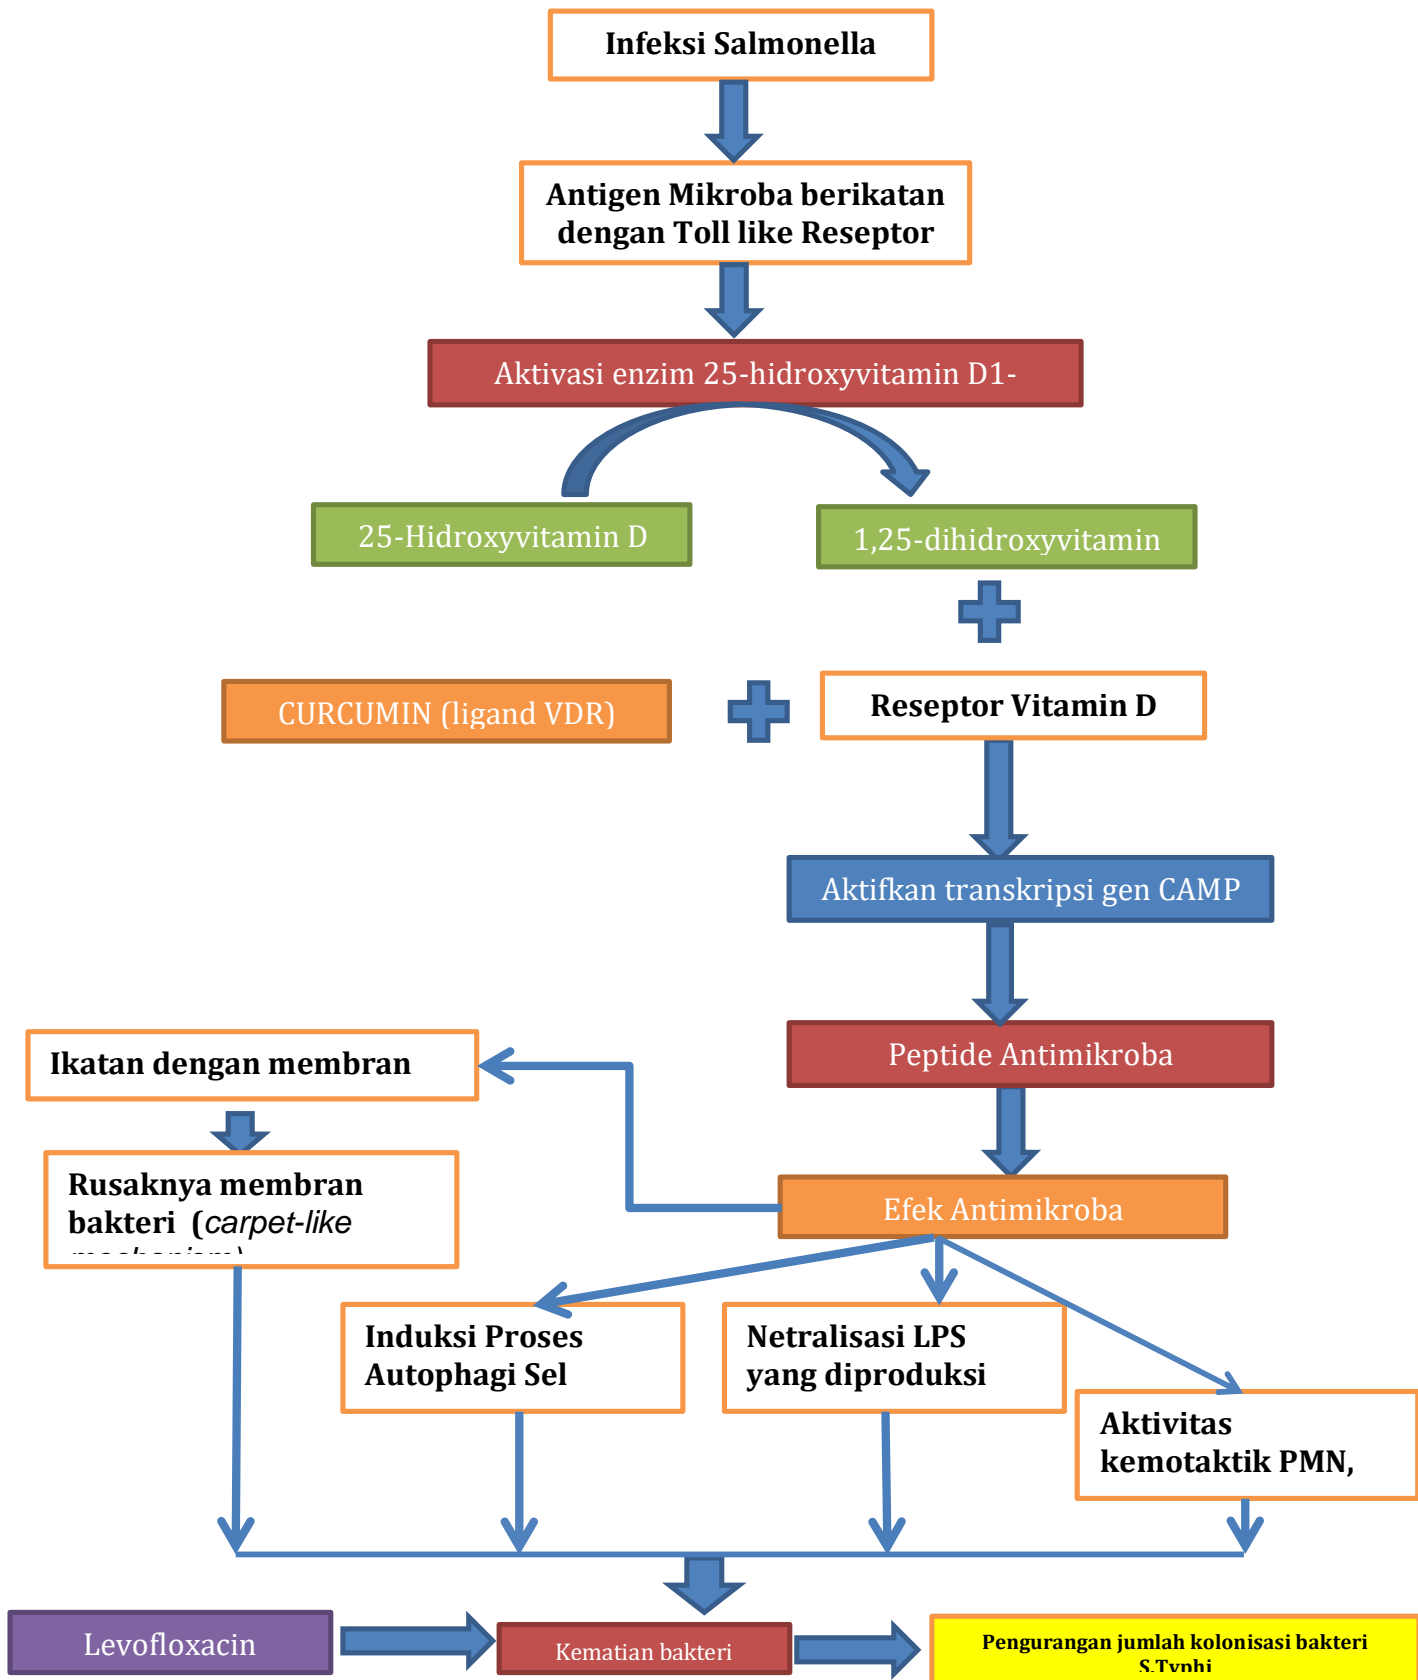 Infeksi Salmonella
Antigen Mikroba berikatan
dengan Toll like Reseptor
Aktivasi enzim 25-hidroxyvitamin D1-
25-Hidroxyvitamin D
1,25-dihidroxyvitamin
CURCUMIN (ligand VDR)
Reseptor Vitamin D
Aktifkan transkripsi gen CAMP
Peptide Antimikroba
Ikatan dengan membran
Rusaknya membran
bakteri (carpet-like
mechanism)
Efek Antimikroba
Induksi Proses
Autophagi Sel
Netralisasi LPS
yang diproduksi
Aktivitas
kemotaktik PMN,
Levofloxacin
Kematian bakteri
Pengurangan jumlah kolonisasi bakteri
S.Typhi